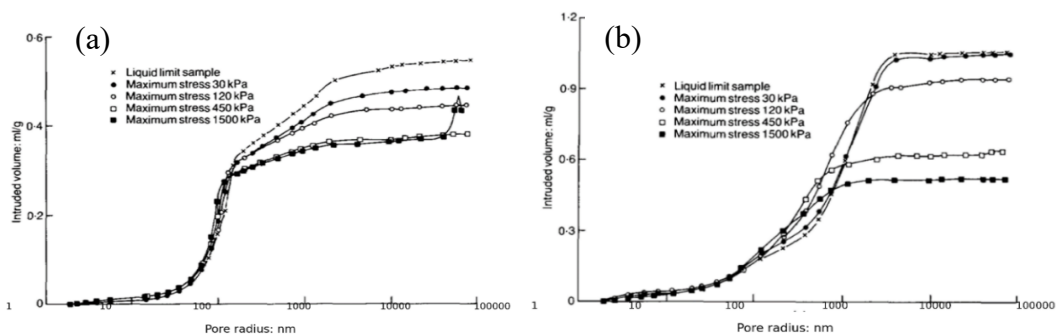 (a)
0·6
× Liquid limit sample
● Maximum stress 30 kPa
○ Maximum stress 120 kPa
□ Maximum stress 450 kPa
■ Maximum stress 1500 kPa
0·4
Intruded volume: ml/g
0·2
0
1 10 100 1000 10000 100000
Pore radius: nm
(b)
1·2
× Liquid limit sample
● Maximum stress 30 kPa
○ Maximum stress 120 kPa
□ Maximum stress 450 kPa
■ Maximum stress 1500 kPa
0·9
Intruded volume: ml/g
0·6
0·3
0
1 10 100 1000 10000 100000
Pore radius: nm